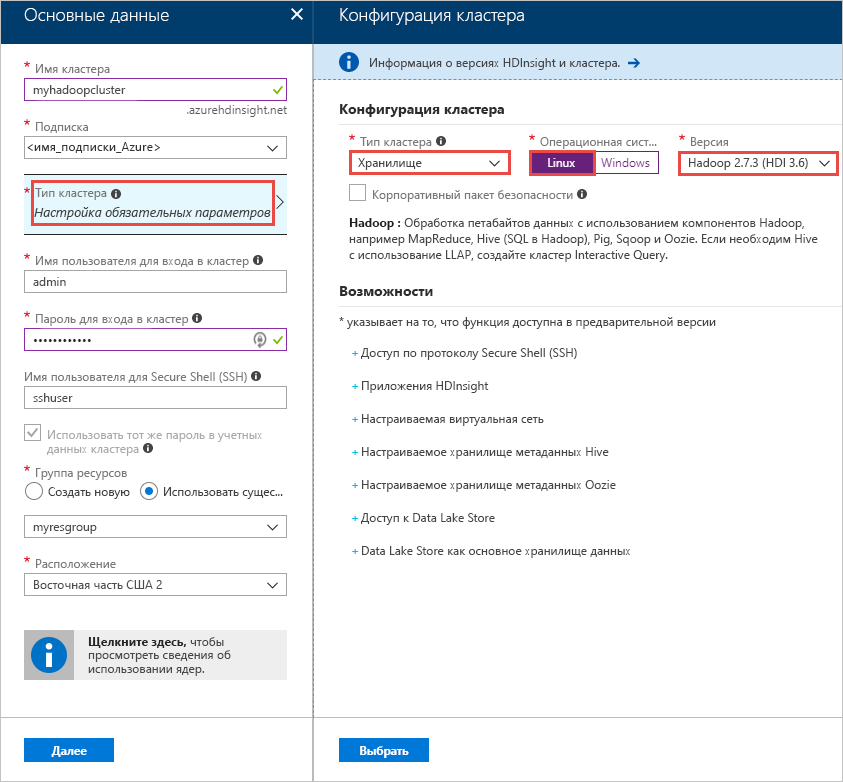 Основные данные
* Имя кластера
myhadoopcluster
.azurehdinsight.net
* Подписка
<имя_подписки_Azure>
* Тип кластера
Настройка обязательных параметров
* Имя пользователя для входа в кластер
admin
* Пароль для входа в кластер
••••••••••••
Имя пользователя для Secure Shell (SSH)
sshuser
Использовать тот же пароль в учетных
данных кластера
* Группа ресурсов
Создать новую Использовать сущес...
myresgroup
* Расположение
Восточная часть США 2
Щелкните здесь, чтобы
просмотреть сведения об
использовании ядер.
Далее
Конфигурация кластера
Информация о версиях HDInsight и кластера. →
Конфигурация кластера
* Тип кластера * Операционная сист... * Версия
Хранилище Linux Windows Hadoop 2.7.3 (HDI 3.6)
Корпоративный пакет безопасности
Hadoop : Обработка петабайтов данных с использованием компонентов Hadoop,
например MapReduce, Hive (SQL в Hadoop), Pig, Sqoop и Oozie. Если необходим Hive
с использование LLAP, создайте кластер Interactive Query.
Возможности
* указывает на то, что функция доступна в предварительной версии
+ Доступ по протоколу Secure Shell (SSH)
+ Приложения HDInsight
+ Настраиваемая виртуальная сеть
+ Настраиваемое хранилище метаданных Hive
+ Настраиваемое хранилище метаданных Oozie
+ Доступ к Data Lake Store
+ Data Lake Store как основное хранилище данных
Выбрать